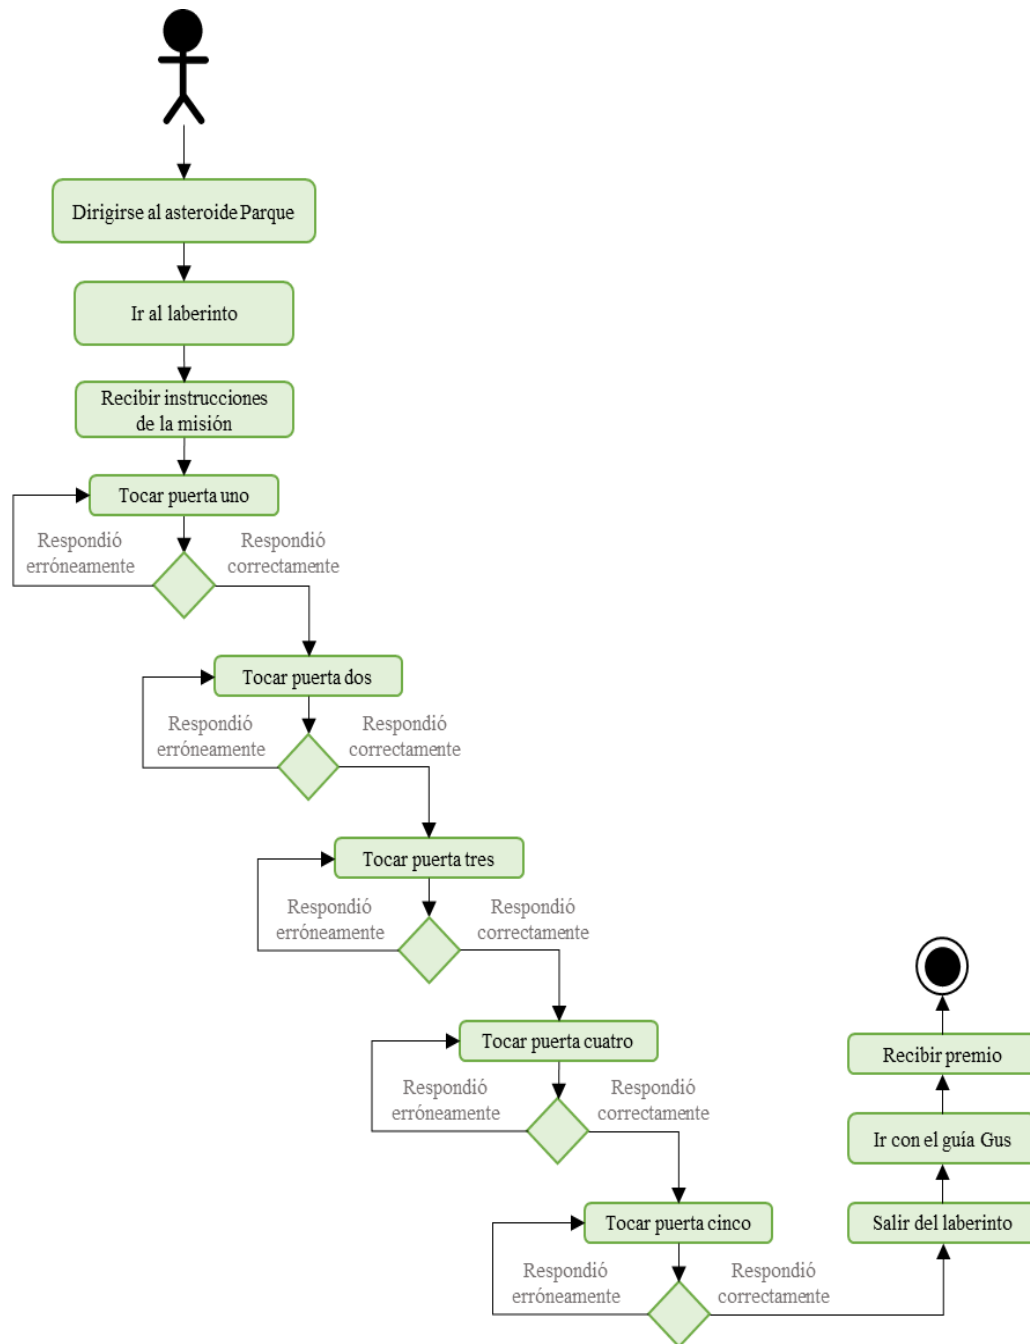 Dirigirse al asteroide Parque
Ir al laberinto
Recibir instrucciones
de la misión
Tocar puerta uno
Respondió
erróneamente
Respondió
correctamente
Tocar puerta dos
Respondió
erróneamente
Respondió
correctamente
Tocar puerta tres
Respondió
erróneamente
Respondió
correctamente
Tocar puerta cuatro
Respondió
erróneamente
Respondió
correctamente
Tocar puerta cinco
Respondió
erróneamente
Respondió
correctamente
Salir del laberinto
Ir con el guía Gus
Recibir premio